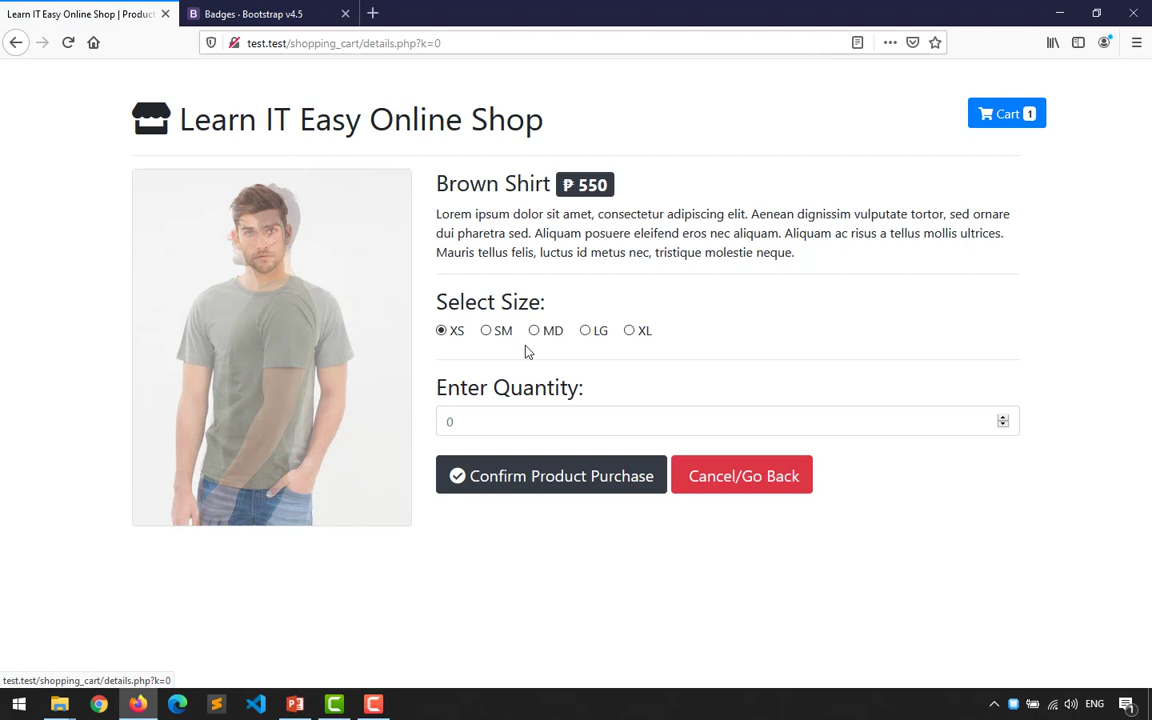 Learn IT Easy Online Shop | Product
Badges · Bootstrap v4.5
test.test/shopping_cart/details.php?k=0
Learn IT Easy Online Shop
Cart 1
Brown Shirt ₱ 550
Lorem ipsum dolor sit amet, consectetur adipiscing elit. Aenean dignissim vulputate tortor, sed ornare
dui pharetra sed. Aliquam posuere eleifend eros nec aliquam. Aliquam ac risus a tellus mollis ultrices.
Mauris tellus felis, luctus id metus nec, tristique molestie neque.
Select Size:
XS SM MD LG XL
Enter Quantity:
0
Confirm Product Purchase Cancel/Go Back
test.test/shopping_cart/details.php?k=0
ENG
1